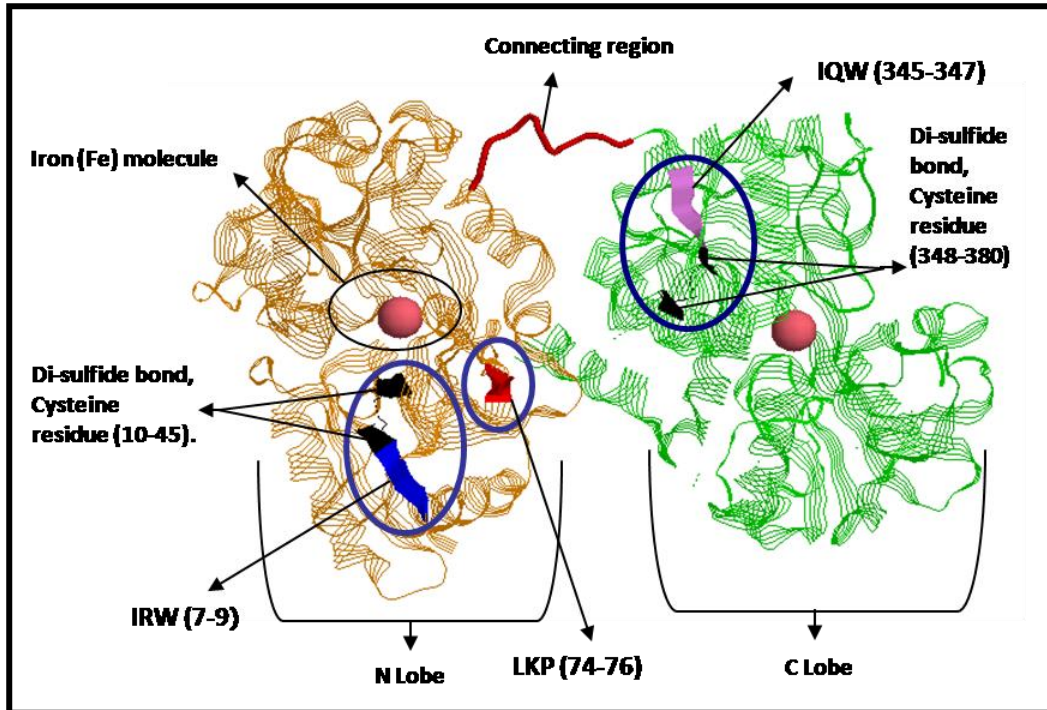 Connecting region
IQW (345-347)
Iron (Fe) molecule
Di-sulfide
bond,
Cysteine
residue
(348-380)
Di-sulfide bond,
Cysteine
residue (10-45).
IRW (7-9)
N Lobe
LKP (74-76)
C Lobe